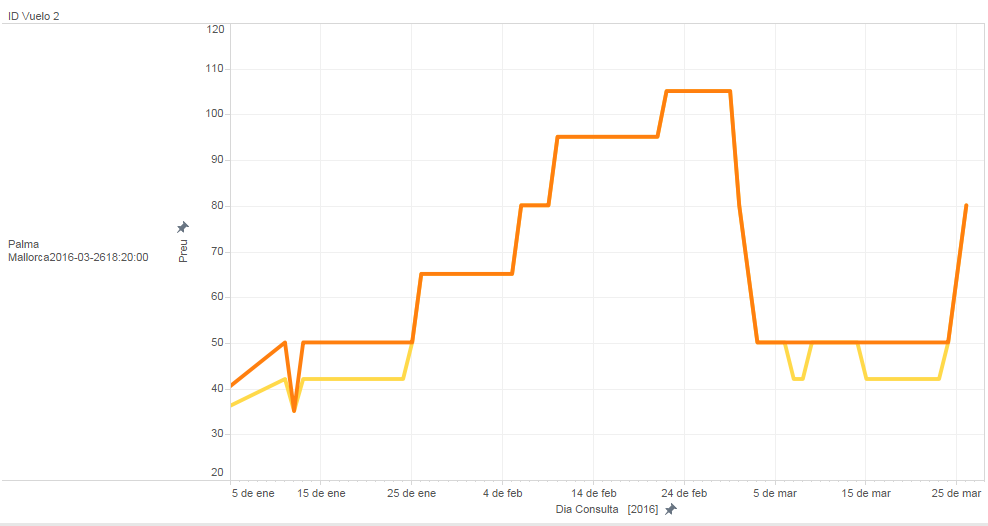 ID Vuelo 2
120
110
100
90
80
70
60
50
40
30
20
Preu
Palma
Mallorca2016-03-2618:20:00
5 de ene 15 de ene 25 de ene 4 de feb 14 de feb 24 de feb 5 de mar 15 de mar 25 de mar
Dia Consulta [2016]